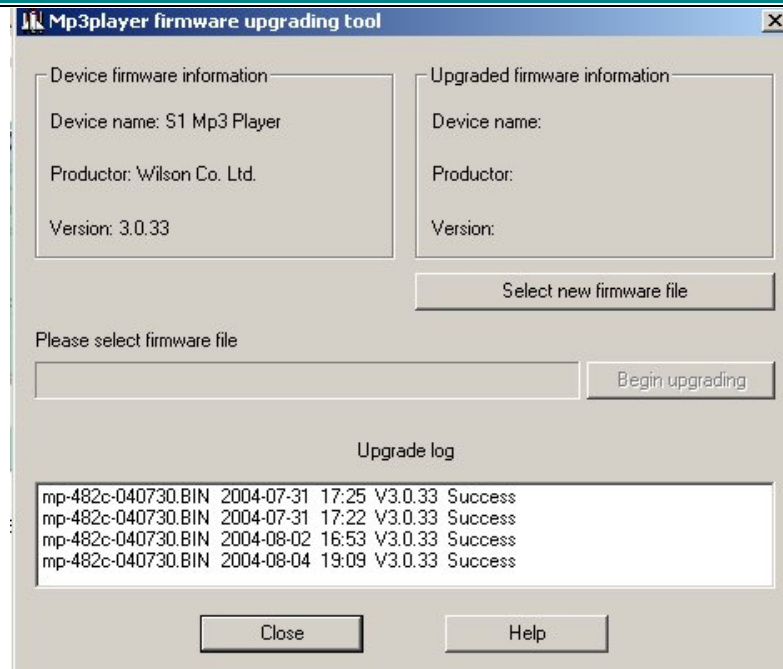 Mp3player firmware upgrading tool
Device firmware information
Device name: S1 Mp3 Player
Productor: Wilson Co. Ltd.
Version: 3.0.33
Upgraded firmware information
Device name:
Productor:
Version:
Select new firmware file
Please select firmware file
Begin upgrading
Upgrade log
mp-482c-040730.BIN 2004-07-31 17:25 V3.0.33 Success
mp-482c-040730.BIN 2004-07-31 17:22 V3.0.33 Success
mp-482c-040730.BIN 2004-08-02 16:53 V3.0.33 Success
mp-482c-040730.BIN 2004-08-04 19:09 V3.0.33 Success
Close
Help